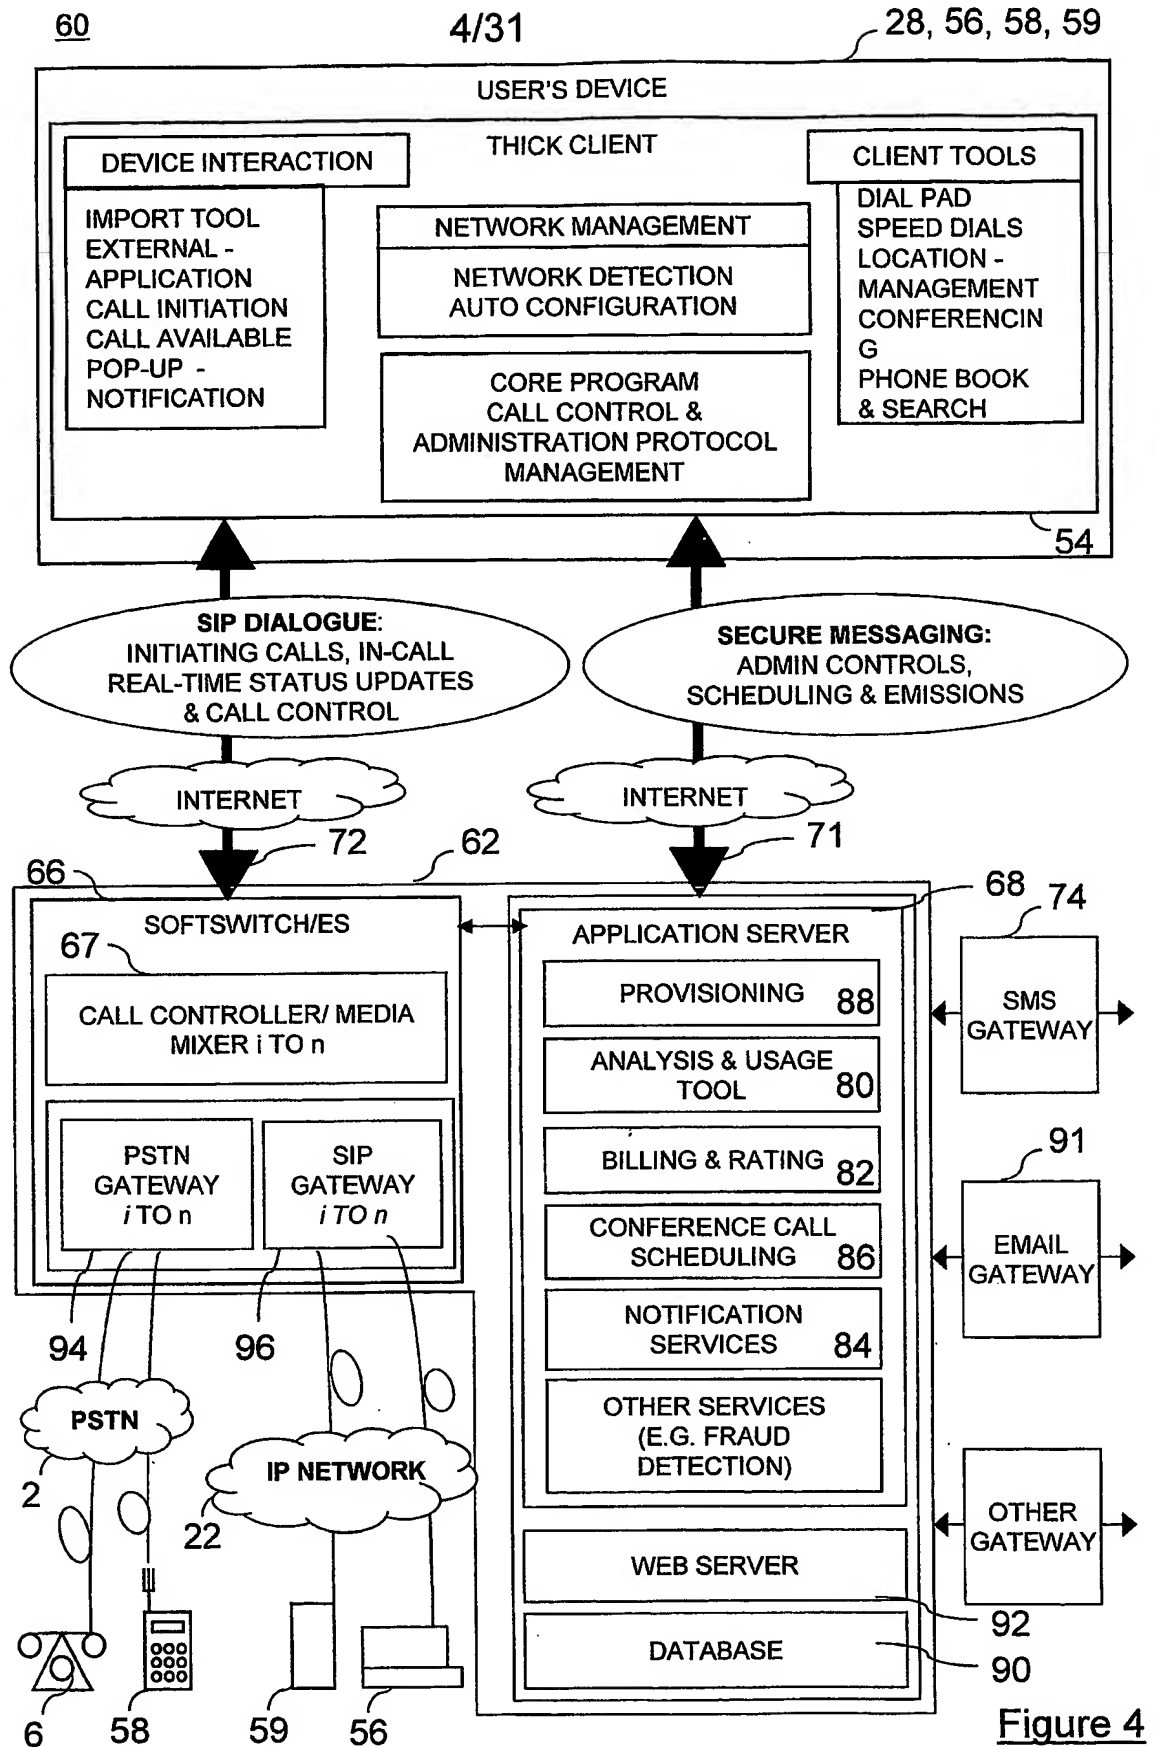 60
4/31
28, 56, 58, 59
USER'S DEVICE
THICK CLIENT
DEVICE INTERACTION
IMPORT TOOL
EXTERNAL -
APPLICATION
CALL INITIATION
CALL AVAILABLE
POP-UP -
NOTIFICATION
NETWORK MANAGEMENT
NETWORK DETECTION
AUTO CONFIGURATION
CORE PROGRAM
CALL CONTROL &
ADMINISTRATION PROTOCOL
MANAGEMENT
CLIENT TOOLS
DIAL PAD
SPEED DIALS
LOCATION -
MANAGEMENT
CONFERENCIN
G
PHONE BOOK
& SEARCH
54
SIP DIALOGUE:
INITIATING CALLS, IN-CALL
REAL-TIME STATUS UPDATES
& CALL CONTROL
SECURE MESSAGING:
ADMIN CONTROLS,
SCHEDULING & EMISSIONS
INTERNET
INTERNET
72
62
71
66
SOFTSWITCH/ES
67
CALL CONTROLLER/ MEDIA
MIXER i TO n
PSTN
GATEWAY
i TO n
SIP
GATEWAY
i TO n
94
96
68
APPLICATION SERVER
PROVISIONING 88
ANALYSIS & USAGE
TOOL 80
BILLING & RATING 82
CONFERENCE CALL
SCHEDULING 86
NOTIFICATION
SERVICES 84
OTHER SERVICES
(E.G. FRAUD
DETECTION)
WEB SERVER
92
DATABASE
90
74
SMS
GATEWAY
91
EMAIL
GATEWAY
OTHER
GATEWAY
PSTN
2
IP NETWORK
22
6
58
59
56
Figure 4